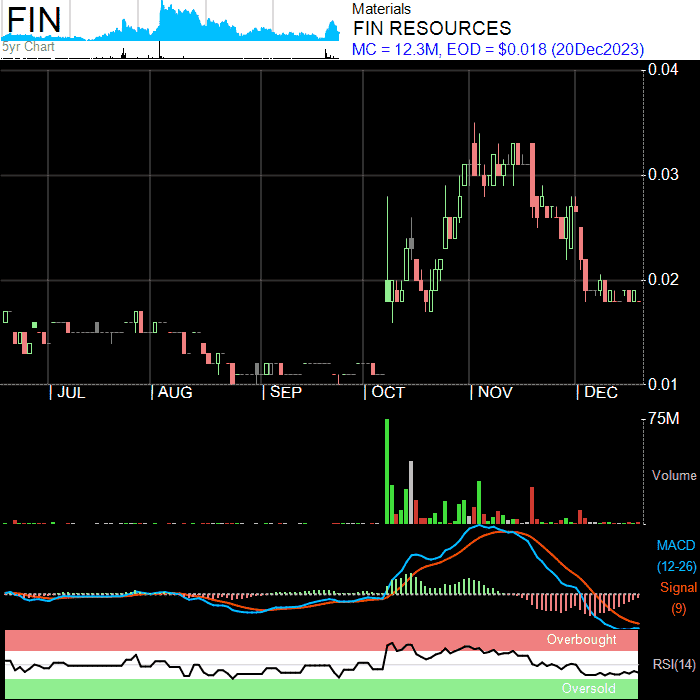 FIN
5yr Chart
Materials
FIN RESOURCES
MC = 12.3M, EOD = $0.018 (20Dec2023)
0.04
0.03
0.02
0.01
| JUL | AUG | SEP | OCT | NOV | DEC
75M
Volume
MACD
(12-26)
Signal
(9)
Overbought
RSI(14)
Oversold